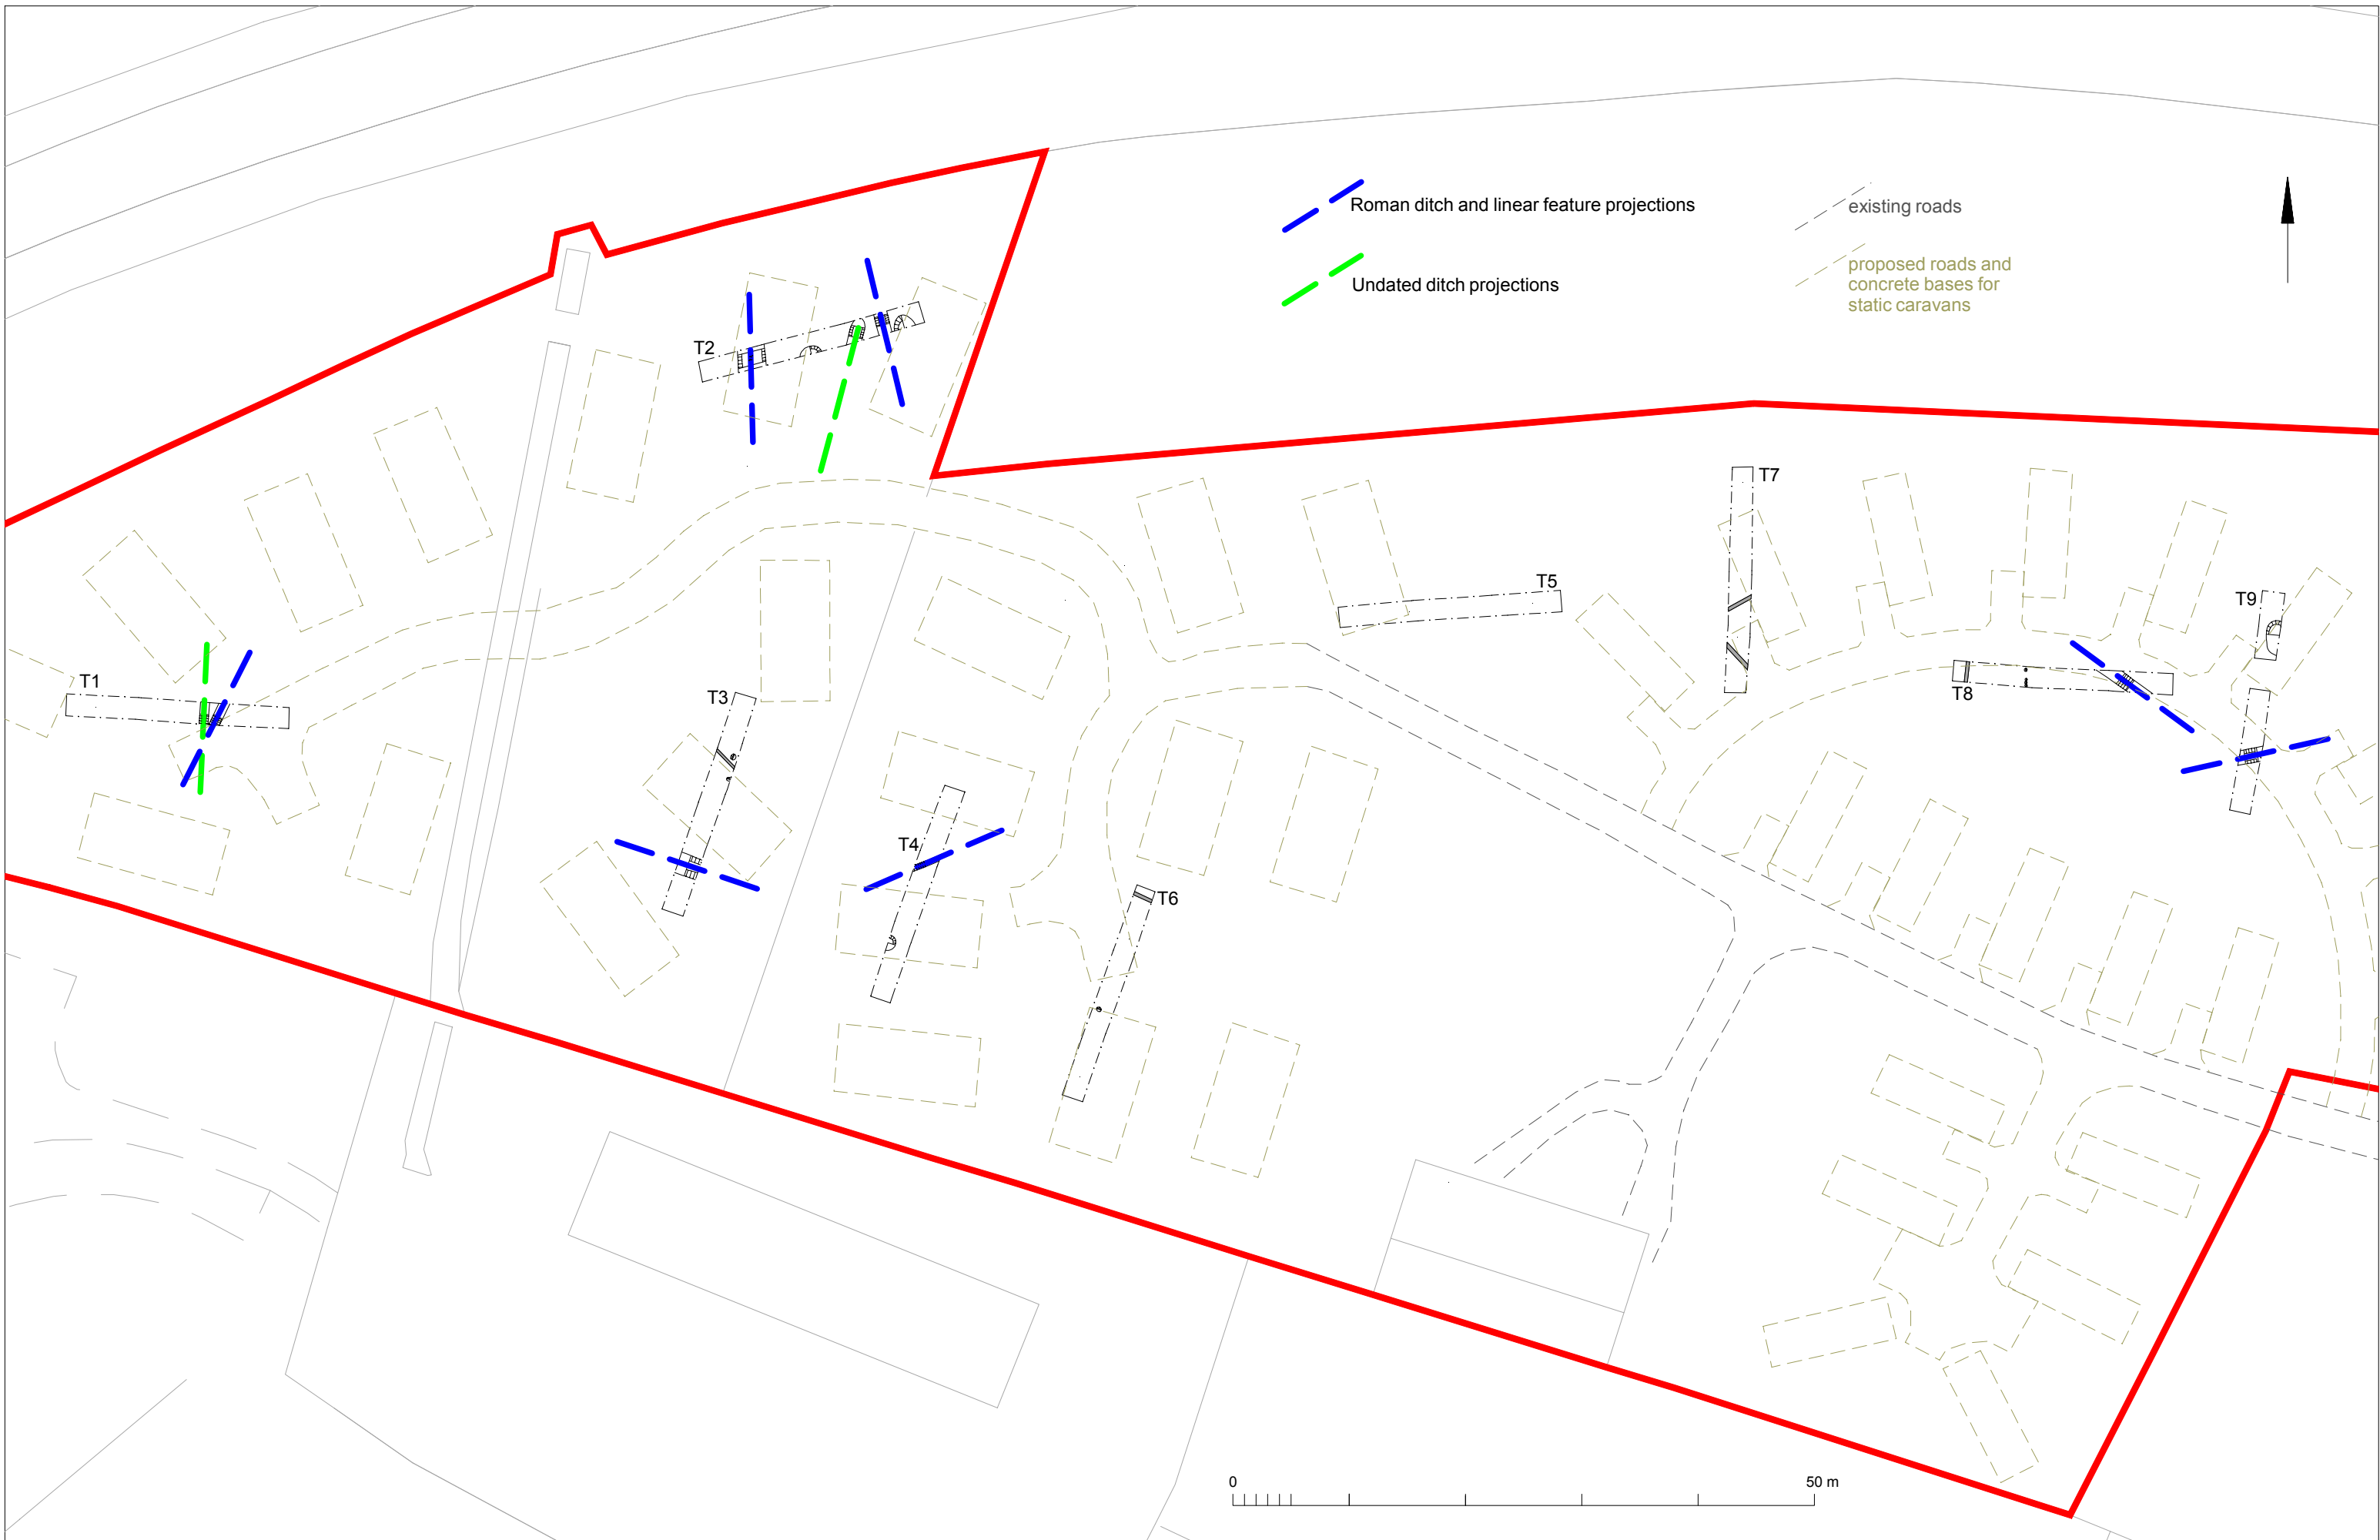 Roman ditch and linear feature projections
existing roads
Undated ditch projections
proposed roads and
concrete bases for
static caravans
T2
T7
T5
T9
T1
T3
T8
T4
T6
0
50 m